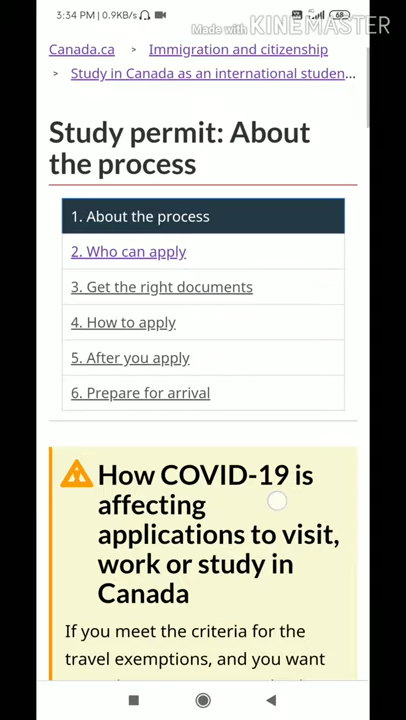 3:34 PM | 0.9KB/s
4G
68
Made with KINEMASTER
Canada.ca > Immigration and citizenship
> Study in Canada as an international studen...
Study permit: About
the process
1. About the process
2. Who can apply
3. Get the right documents
4. How to apply
5. After you apply
6. Prepare for arrival
How COVID-19 is
affecting
applications to visit,
work or study in
Canada
If you meet the criteria for the
travel exemptions, and you want